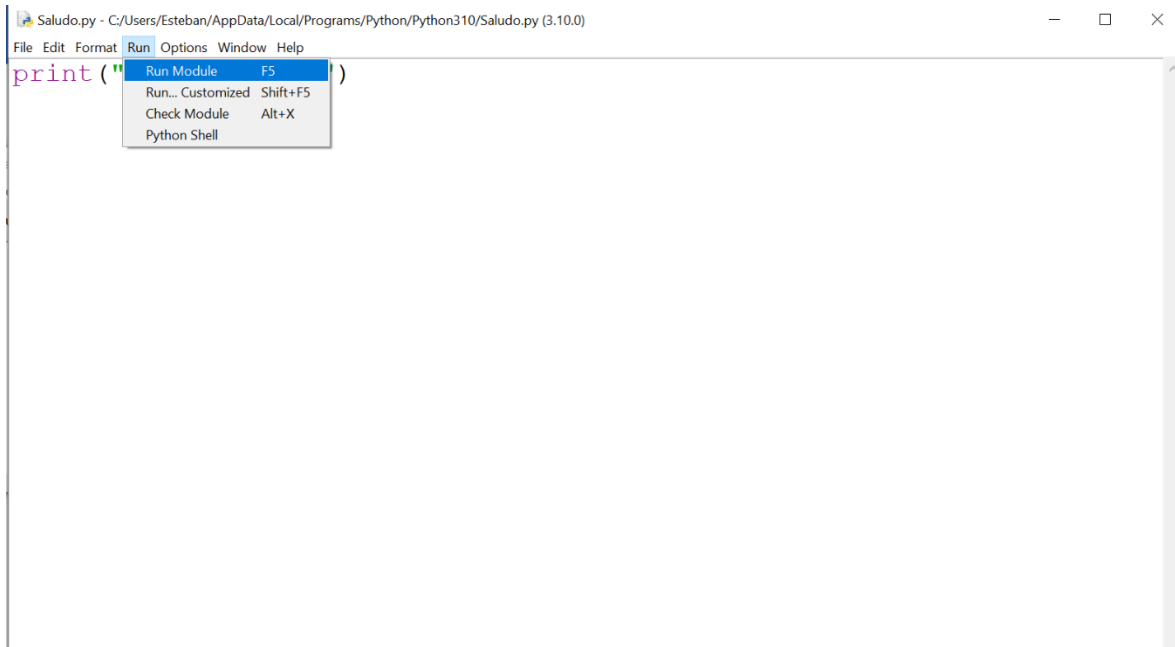 Saludo.py - C:/Users/Esteban/AppData/Local/Programs/Python/Python310/Saludo.py (3.10.0)
File Edit Format Run Options Window Help
print(" ")
Run Module F5
Run... Customized Shift+F5
Check Module Alt+X
Python Shell